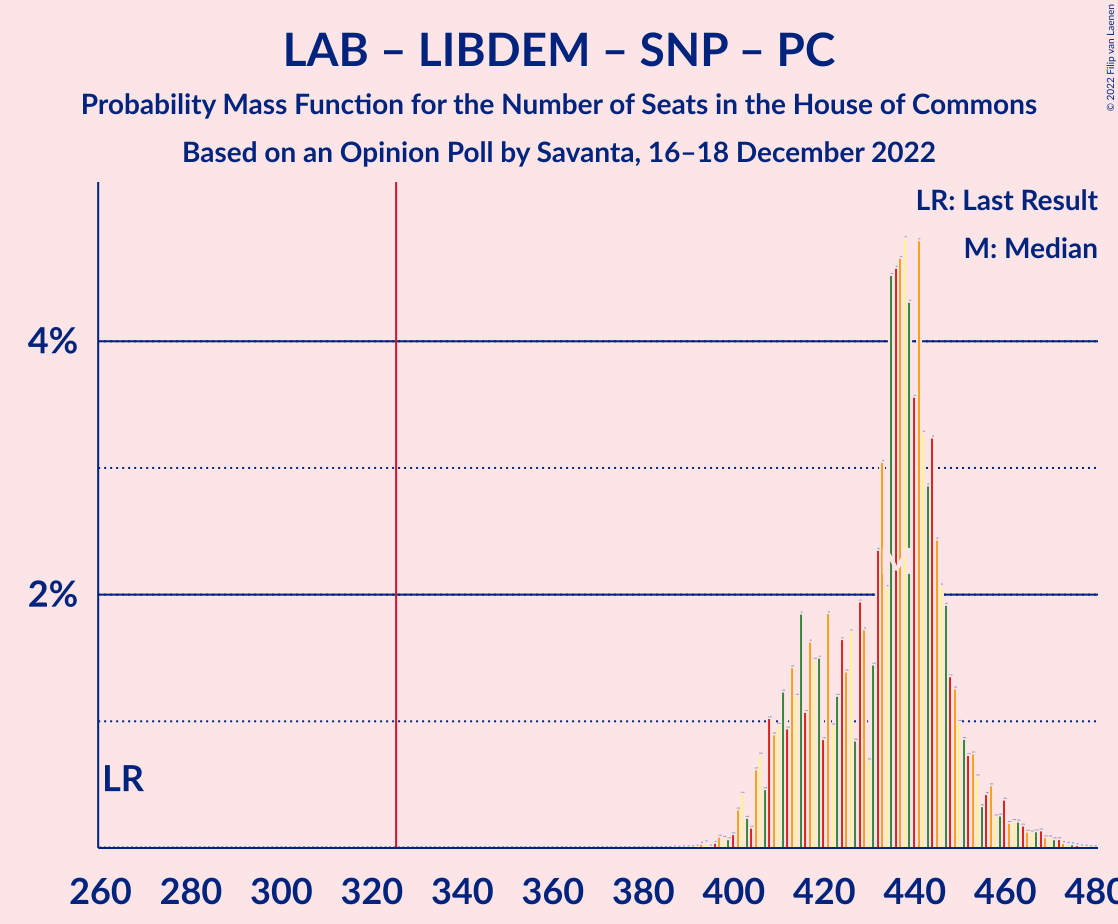 LAB – LIBDEM – SNP – PC
Probability Mass Function for the Number of Seats in the House of Commons
Based on an Opinion Poll by Savanta, 16–18 December 2022
© 2022 Filip van Laenen
LR: Last Result
M: Median
4%
2%
LR
M
260 280 300 320 340 360 380 400 420 440 460 480